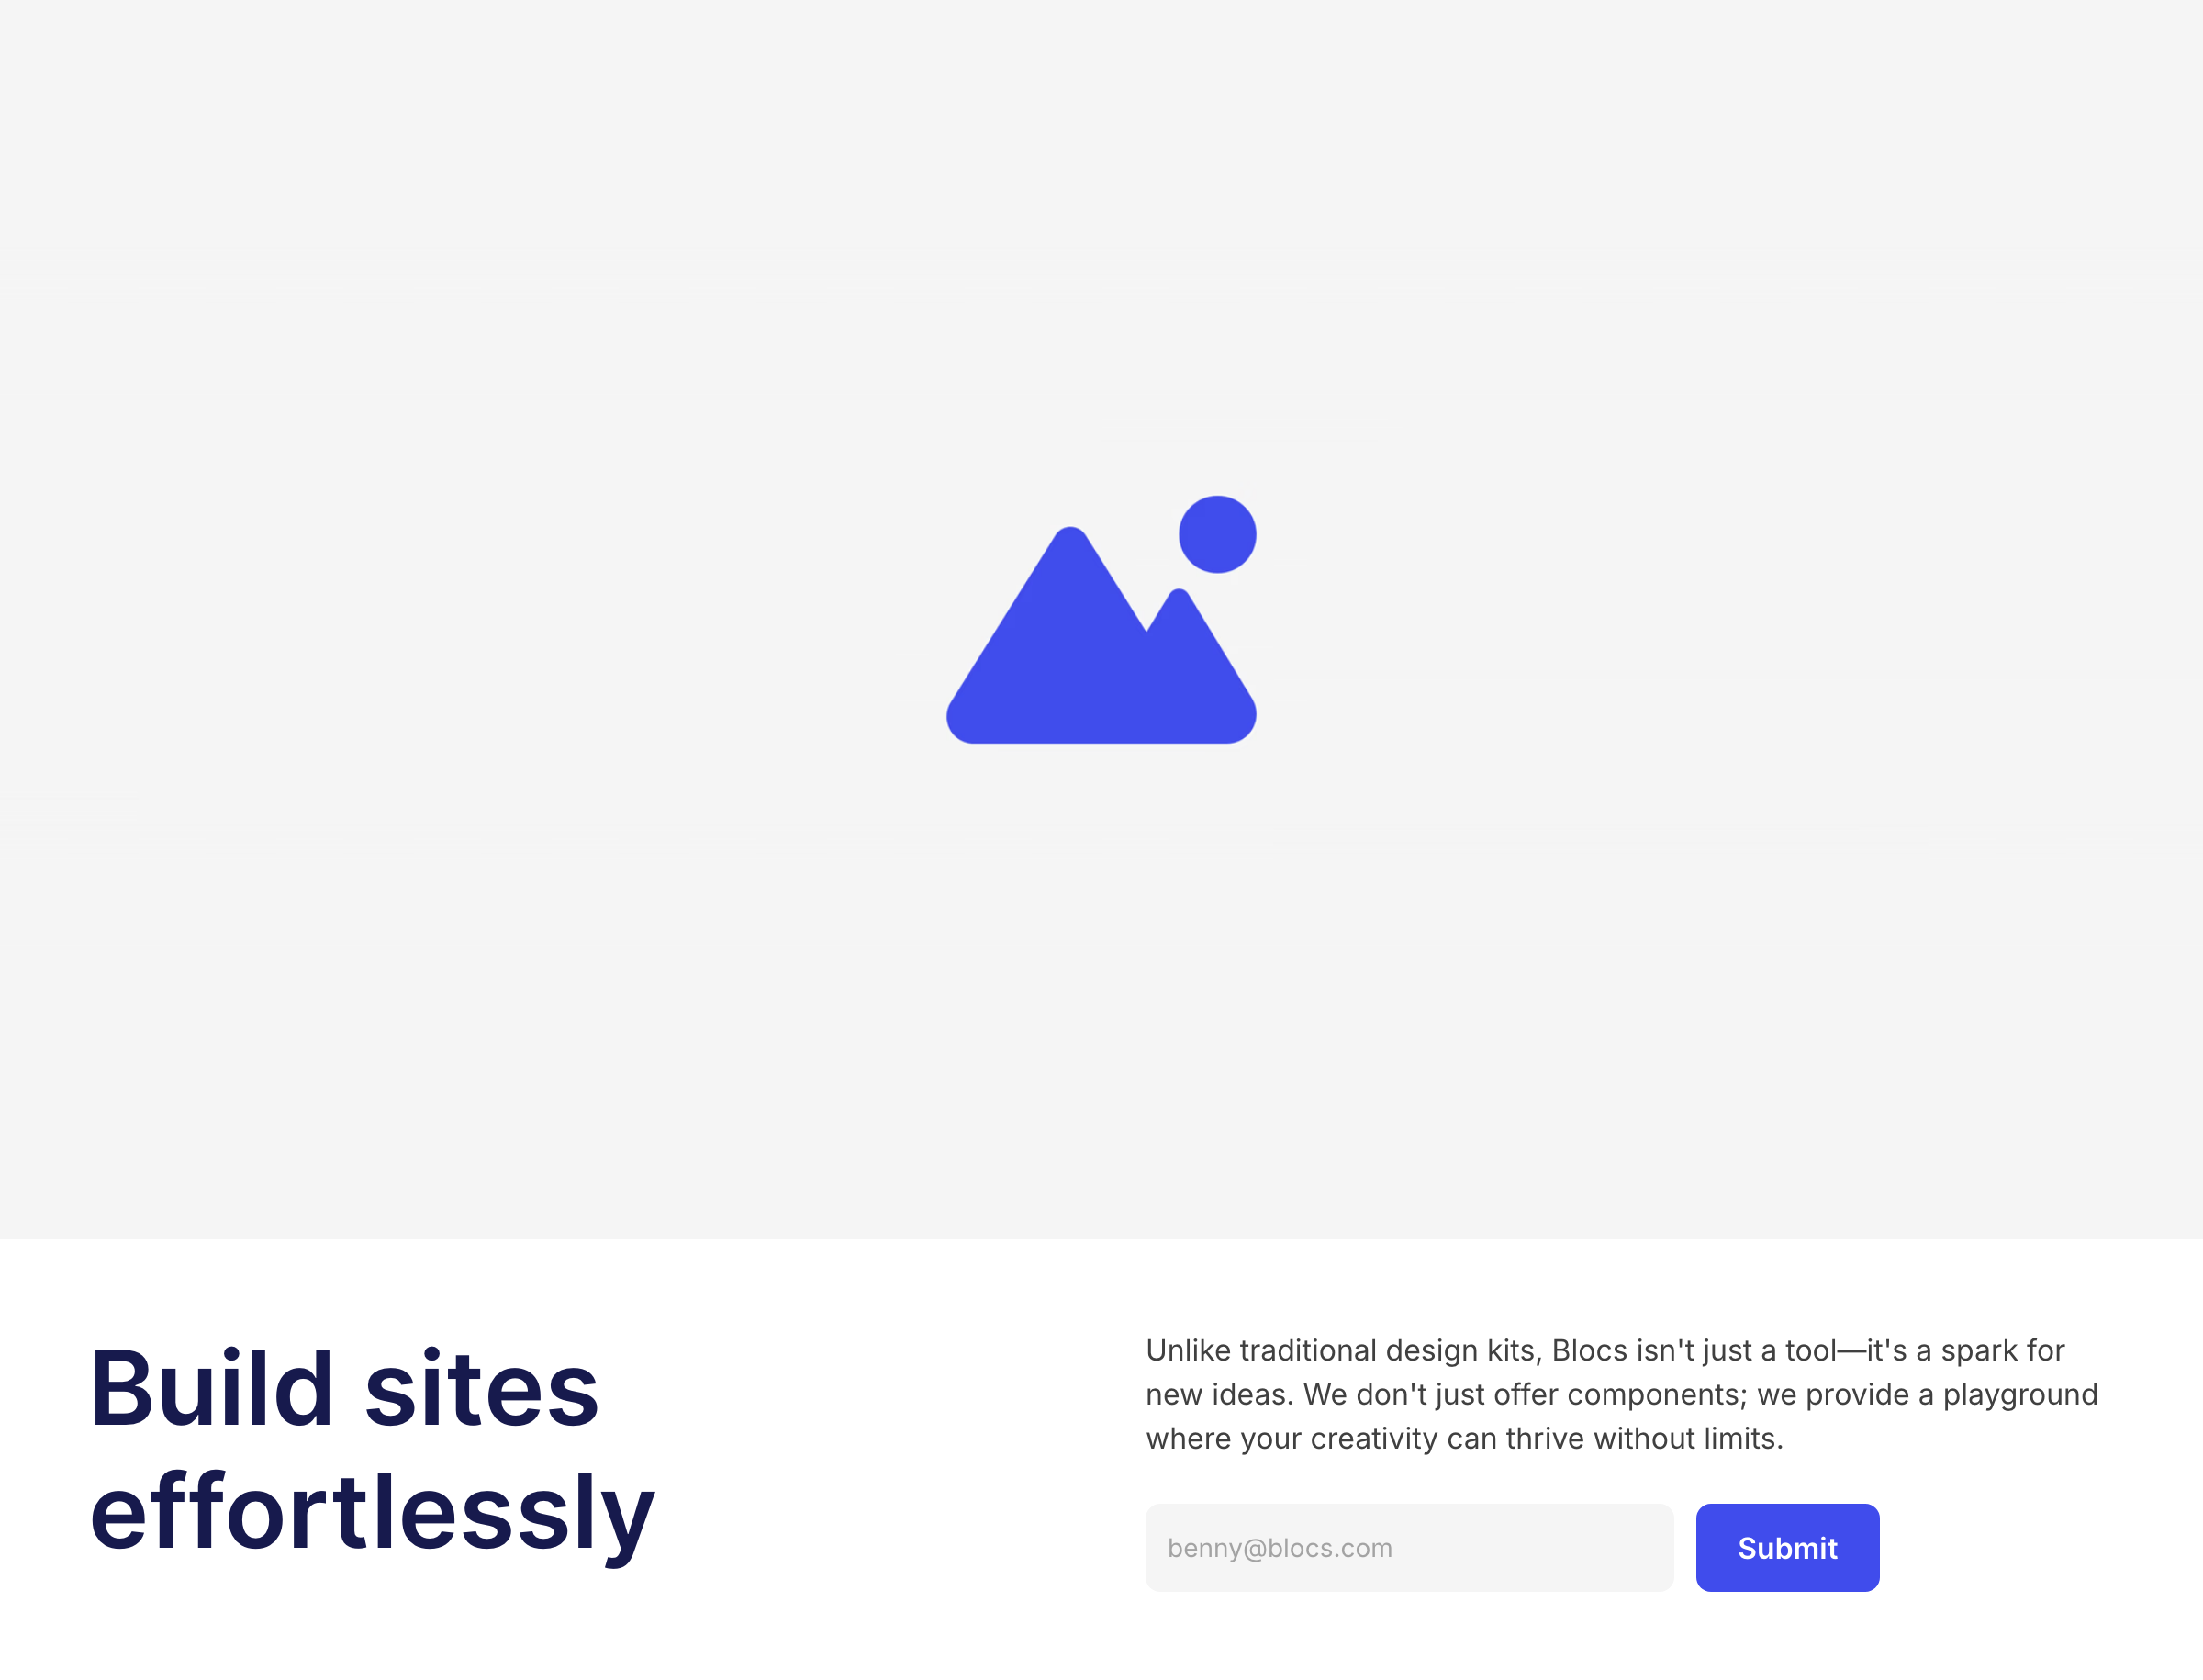 Build sites
effortlessly
Unlike traditional design kits, Blocs isn't just a tool—it's a spark for
new ideas. We don't just offer components; we provide a playground
where your creativity can thrive without limits.
benny@blocs.com
Submit